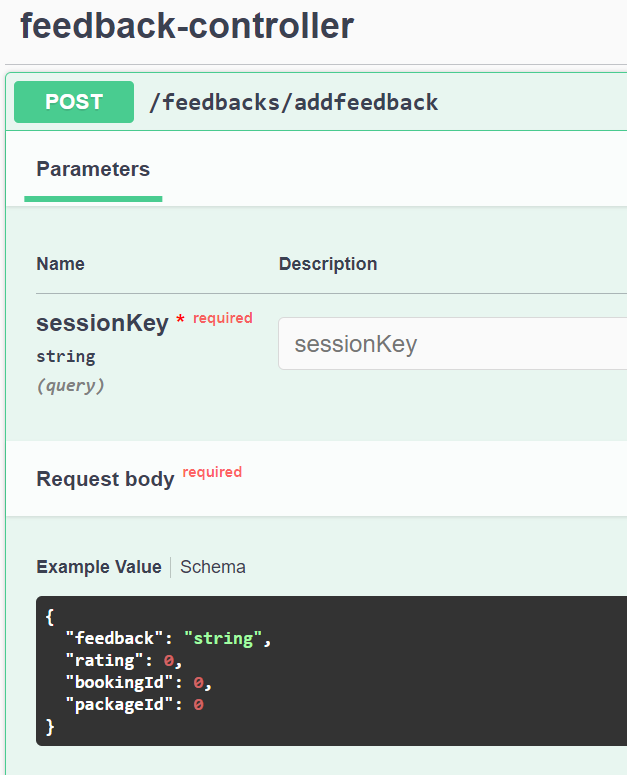 feedback-controller
POST /feedbacks/addfeedback
Parameters
Name Description
sessionKey * required
string
(query)
sessionKey
Request body required
Example Value Schema
{
"feedback": "string",
"rating": 0,
"bookingId": 0,
"packageId": 0
}